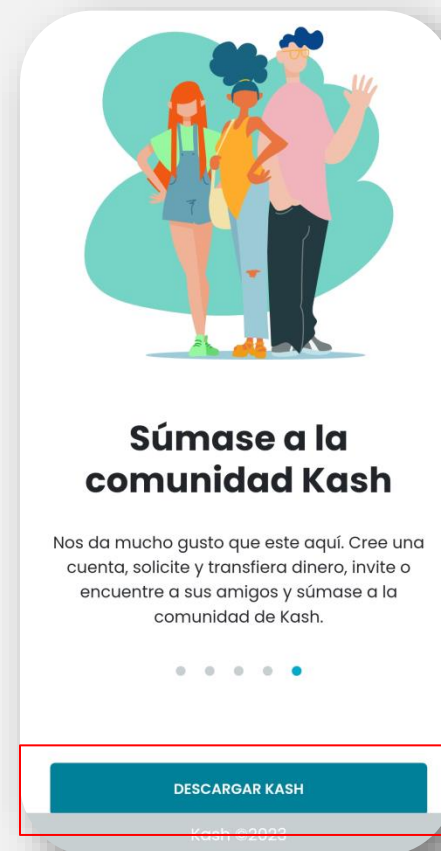 Súmase a la
comunidad Kash
Nos da mucho gusto que este aquí. Cree una
cuenta, solicite y transfiera dinero, invite o
encuentre a sus amigos y súmase a la
comunidad de Kash.
DESCARGAR KASH
Kash ©2023